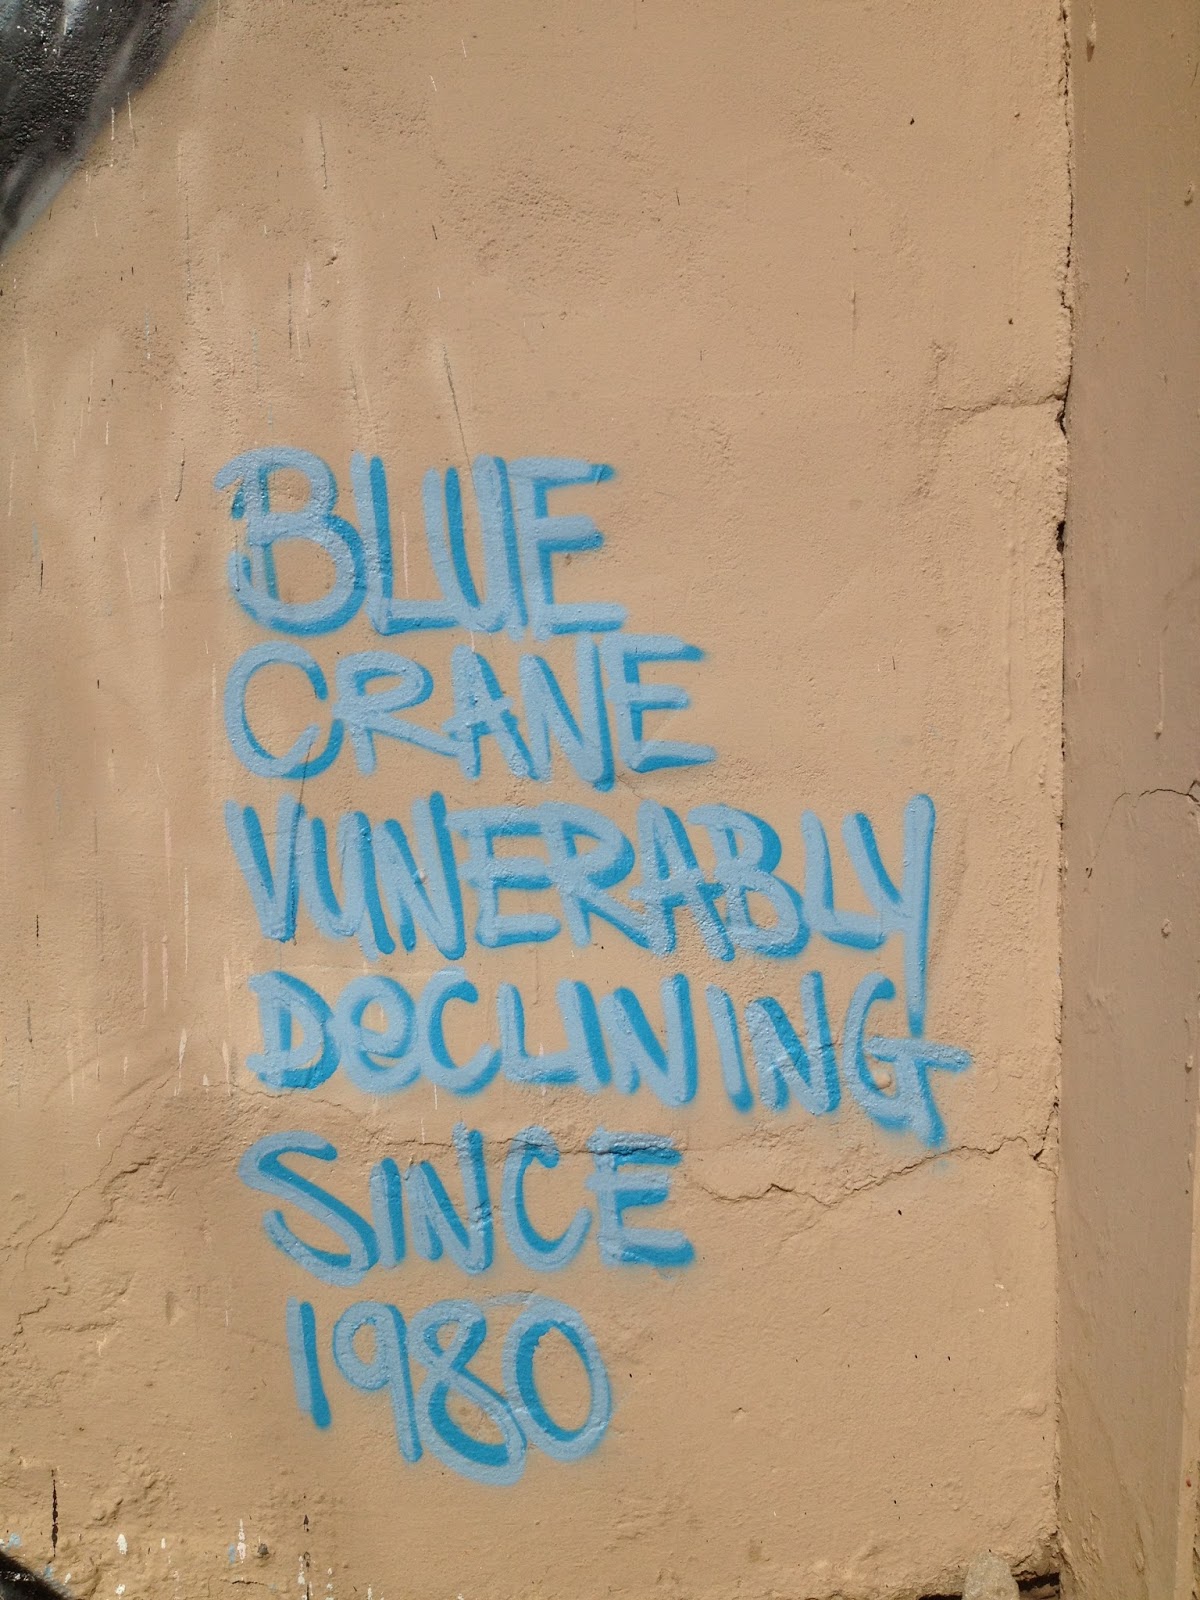 BLUE
CRANE
VUNERABLY
DeCLINING
SINCE
1980